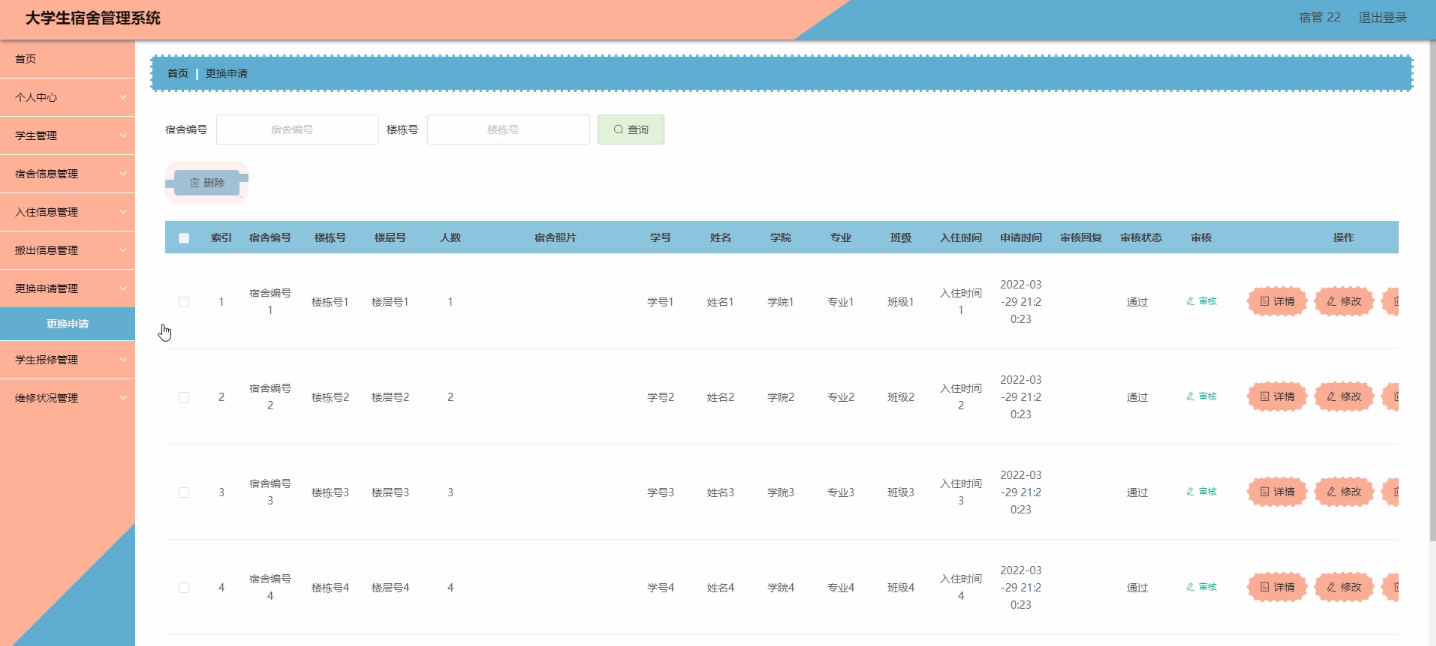 大学生宿舍管理系统
宿管 22 退出登录
首页
个人中心
学生管理
宿舍信息管理
入住信息管理
搬出信息管理
更换申请管理
更换申请
学生报修管理
维修状况管理
首页 更换申请
宿舍编号 宿舍编号 楼栋号 楼栋号 查询
删除
索引 宿舍编号 楼栋号 楼层号 人数 宿舍照片 学号 姓名 学院 专业 班级 入住时间 申请时间 审核回复 审核状态 审核 操作
1 宿舍编号1 楼栋号1 楼层号1 1 学号1 姓名1 学院1 专业1 班级1 入住时间1 2022-03-29 21:20:23 通过 审核 详情 修改
2 宿舍编号2 楼栋号2 楼层号2 2 学号2 姓名2 学院2 专业2 班级2 入住时间2 2022-03-29 21:20:23 通过 审核 详情 修改
3 宿舍编号3 楼栋号3 楼层号3 3 学号3 姓名3 学院3 专业3 班级3 入住时间3 2022-03-29 21:20:23 通过 审核 详情 修改
4 宿舍编号4 楼栋号4 楼层号4 4 学号4 姓名4 学院4 专业4 班级4 入住时间4 2022-03-29 21:20:23 通过 审核 详情 修改